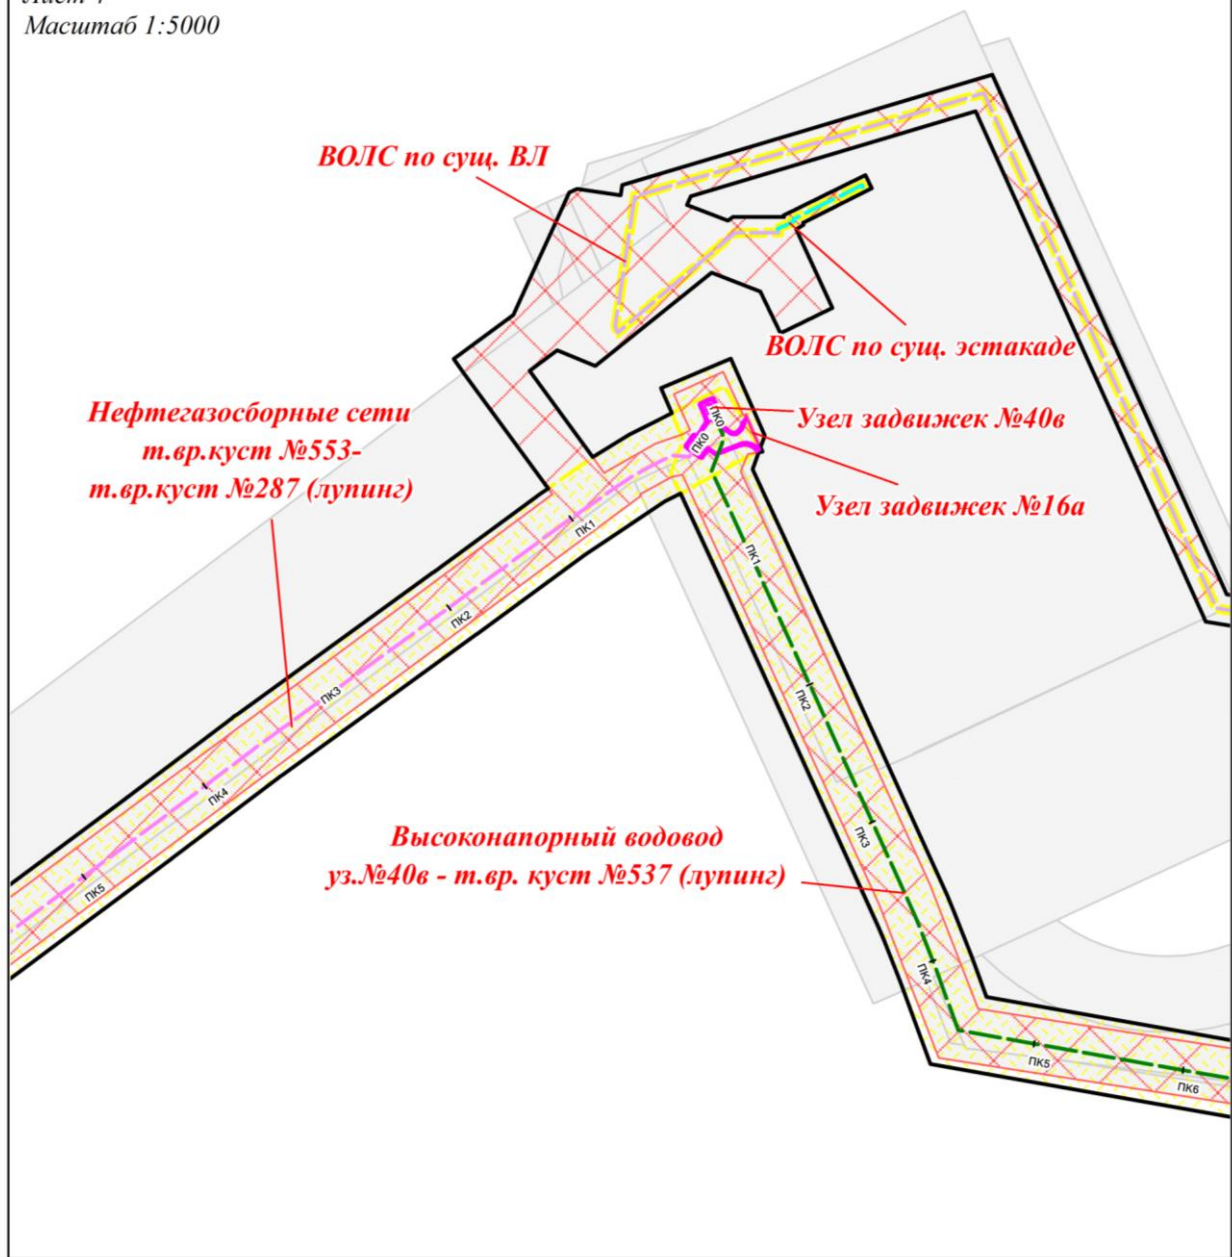 Масштаб 1:5000
ВОЛС по сущ. ВЛ
ВОЛС по сущ. эстакаде
Нефтегазосборные сети
т.вр.куст №553-
т.вр.куст №287 (лупинг)
Узел задвижек №40в
Узел задвижек №16а
ПК0
ПК0
ПК1
ПК2
ПК3
ПК4
ПК5
ПК1
ПК2
ПК3
ПК4
ПК5
ПК6
Высоконапорный водовод
уз.№40в - т.вр. куст №537 (лупинг)